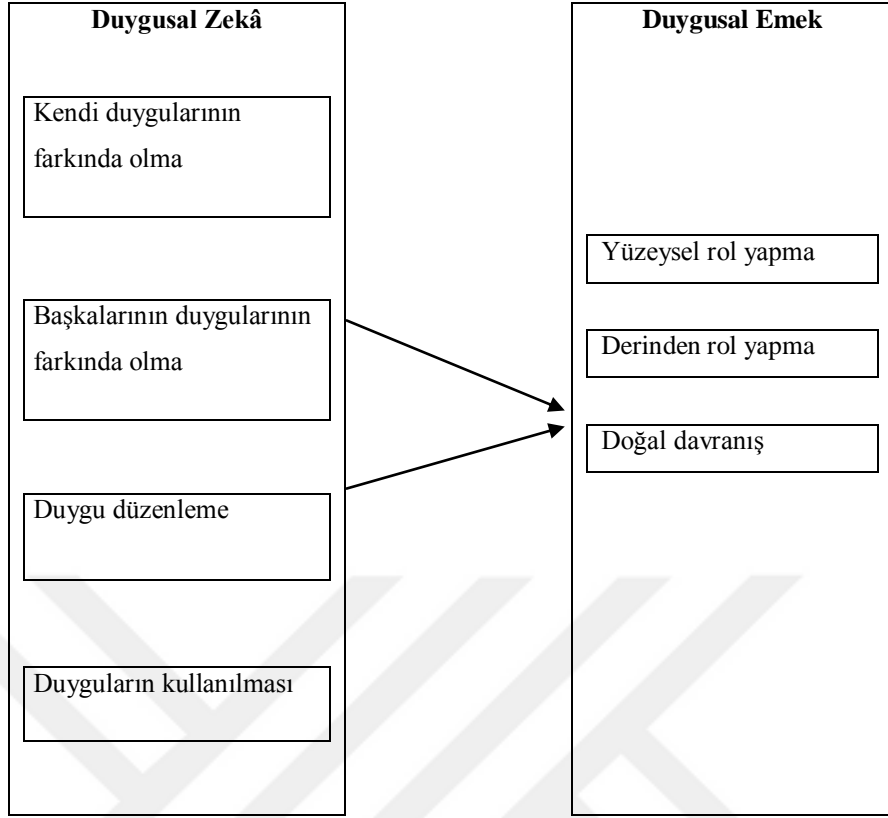 Duygusal Zekâ
Kendi duygularının
farkında olma
Başkalarının duygularının
farkında olma
Duygu düzenleme
Duyguların kullanılması
Duygusal Emek
Yüzeysel rol yapma
Derinden rol yapma
Doğal davranış